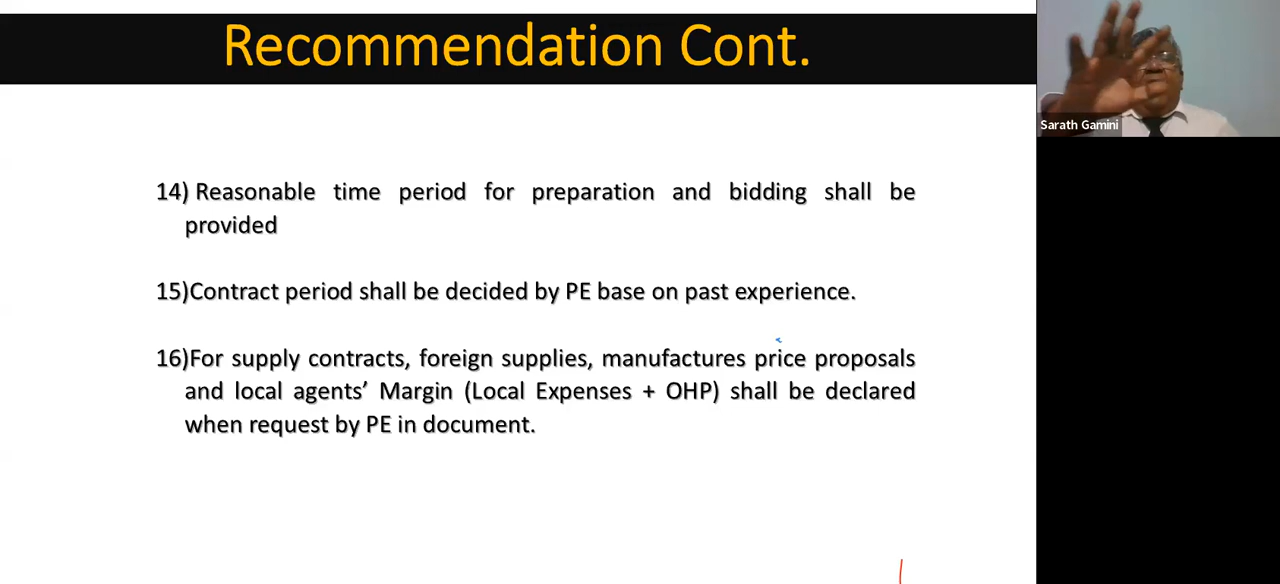 Recommendation Cont.
Sarath Gamini
14) Reasonable time period for preparation and bidding shall be
provided
15)Contract period shall be decided by PE base on past experience.
16)For supply contracts, foreign supplies, manufactures price proposals
and local agents’ Margin (Local Expenses + OHP) shall be declared
when request by PE in document.